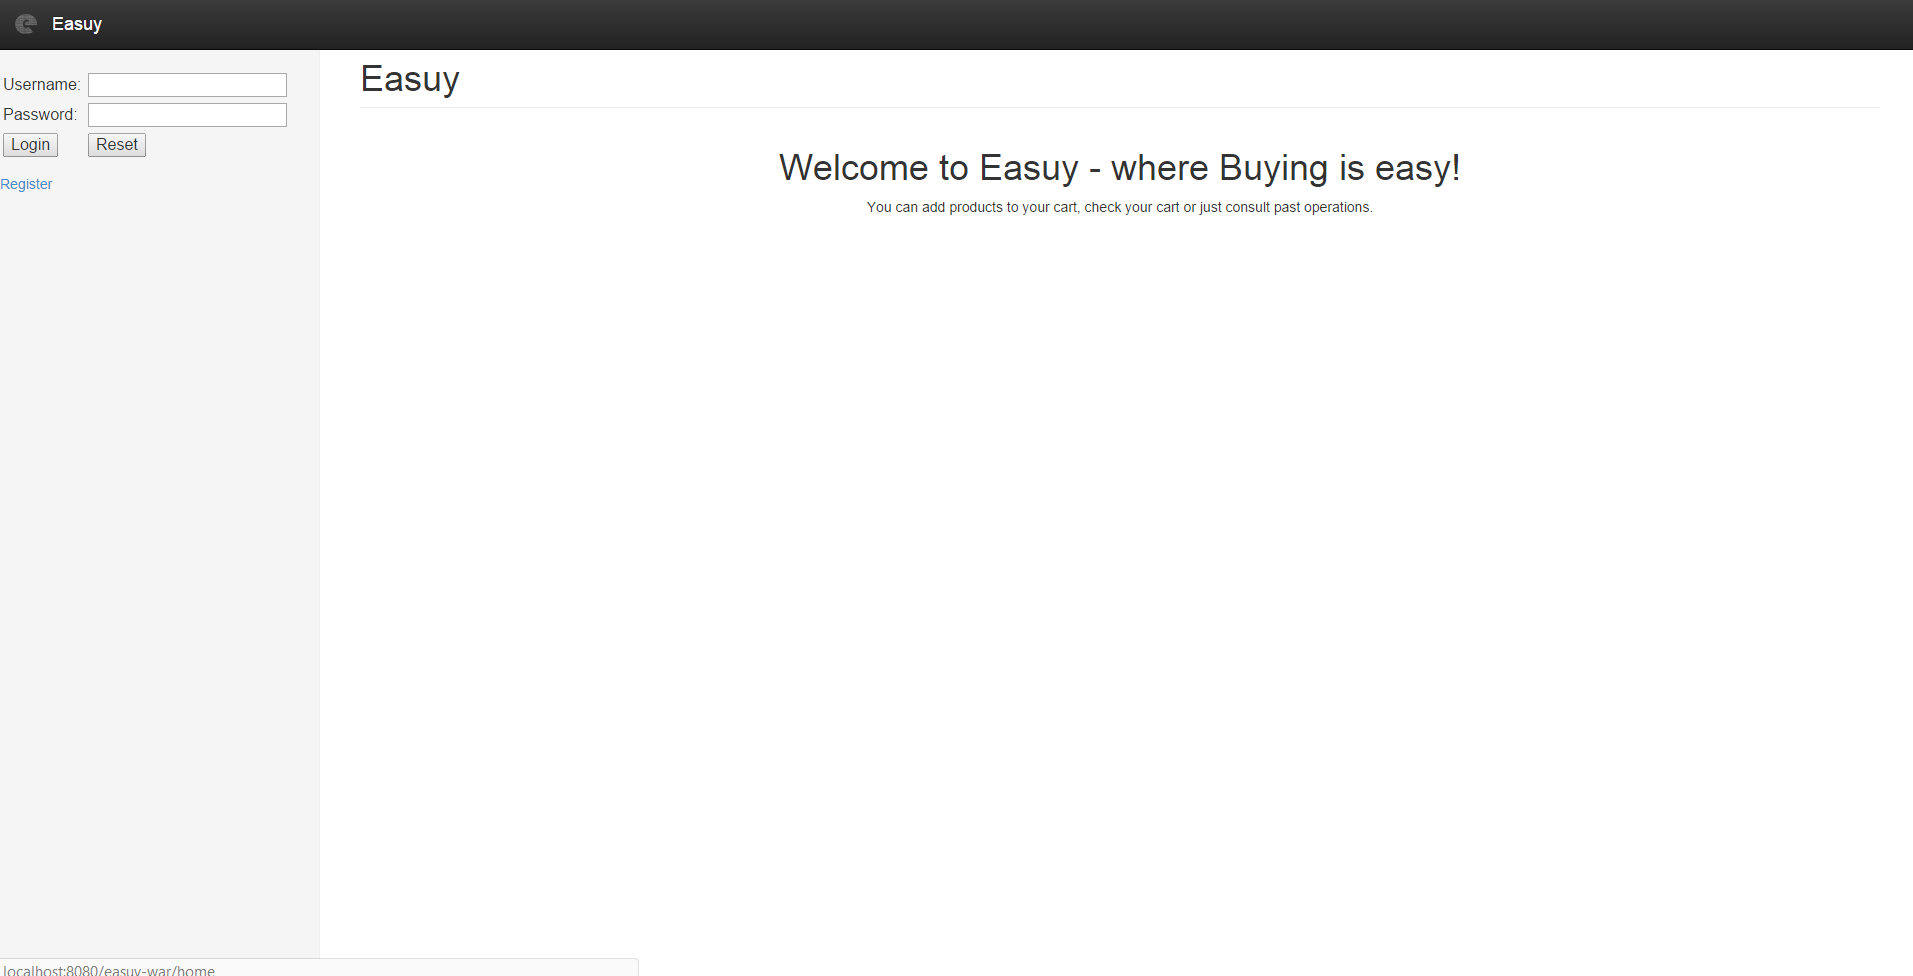 Easuy
Username:
Password:
Login Reset
Register
Easuy
Welcome to Easuy - where Buying is easy!
You can add products to your cart, check your cart or just consult past operations.
localhost:8080/easuy-war/home